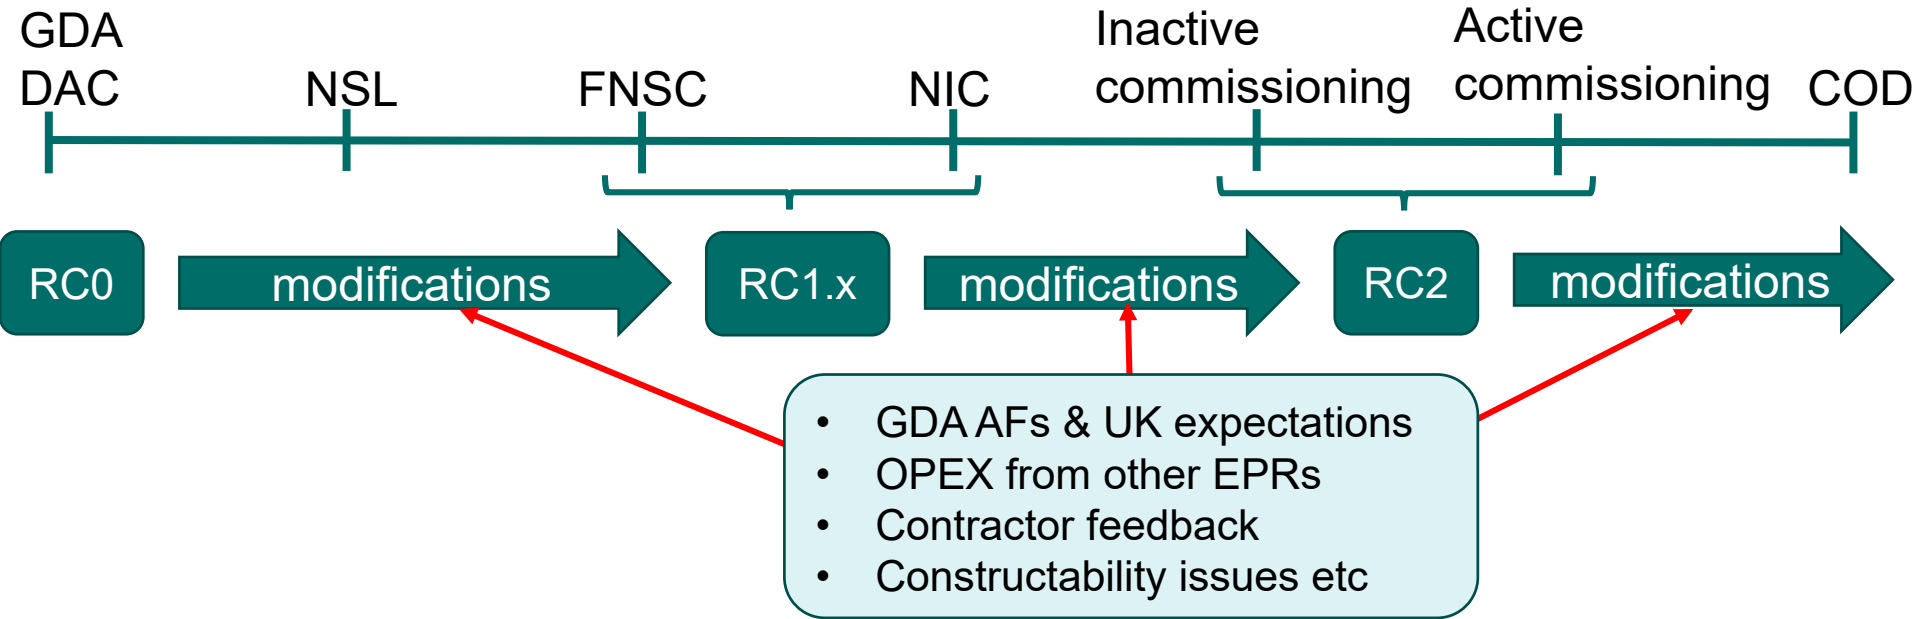 GDA
DAC
NSL
FNSC
NIC
Inactive
commissioning
Active
commissioning
COD
RC0
modifications
RC1.x
modifications
RC2
modifications
• GDA AFs & UK expectations
• OPEX from other EPRs
• Contractor feedback
• Constructability issues etc